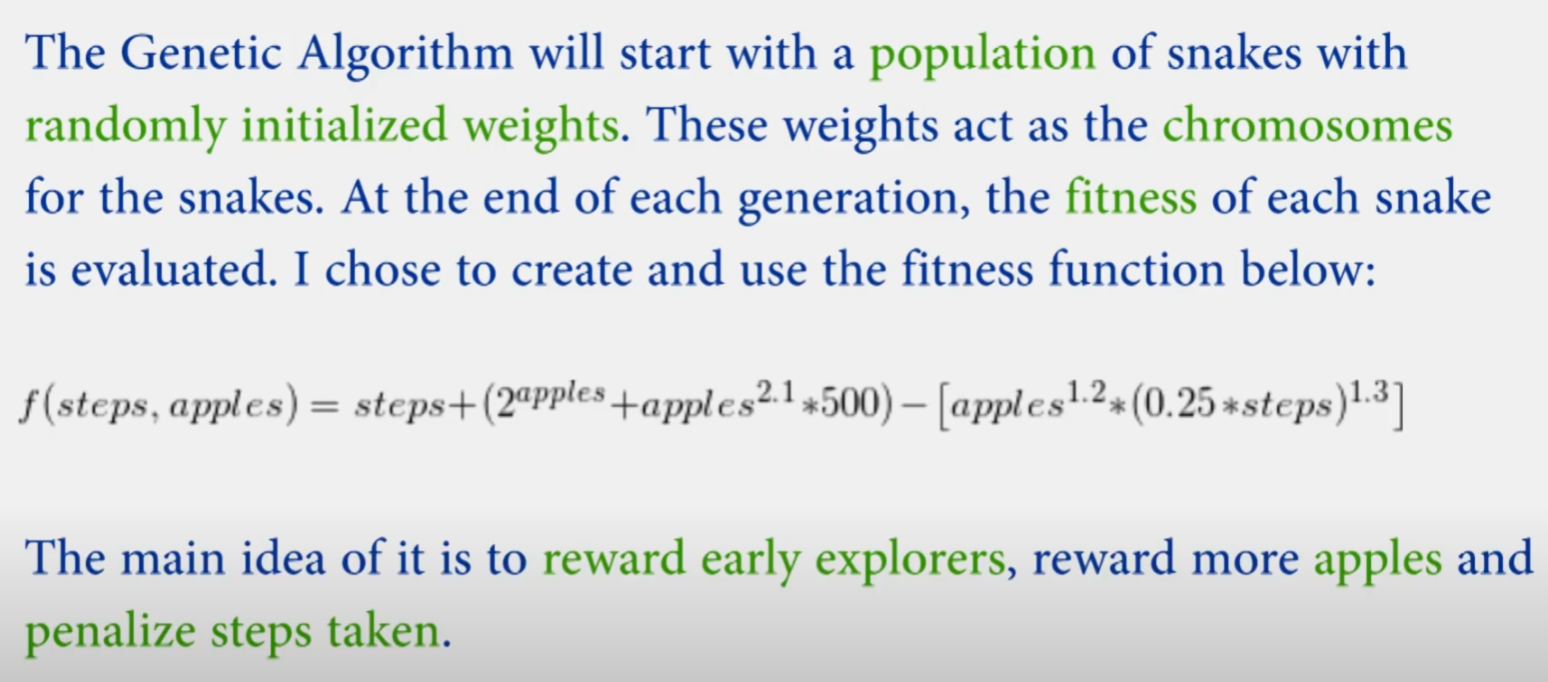 The Genetic Algorithm will start with a population of snakes with
randomly initialized weights. These weights act as the chromosomes
for the snakes. At the end of each generation, the fitness of each snake
is evaluated. I chose to create and use the fitness function below:
f(steps, apples) = steps+(2^apples+apples^2.1*500)−[apples^1.2*(0.25*steps)^1.3]
The main idea of it is to reward early explorers, reward more apples and
penalize steps taken.